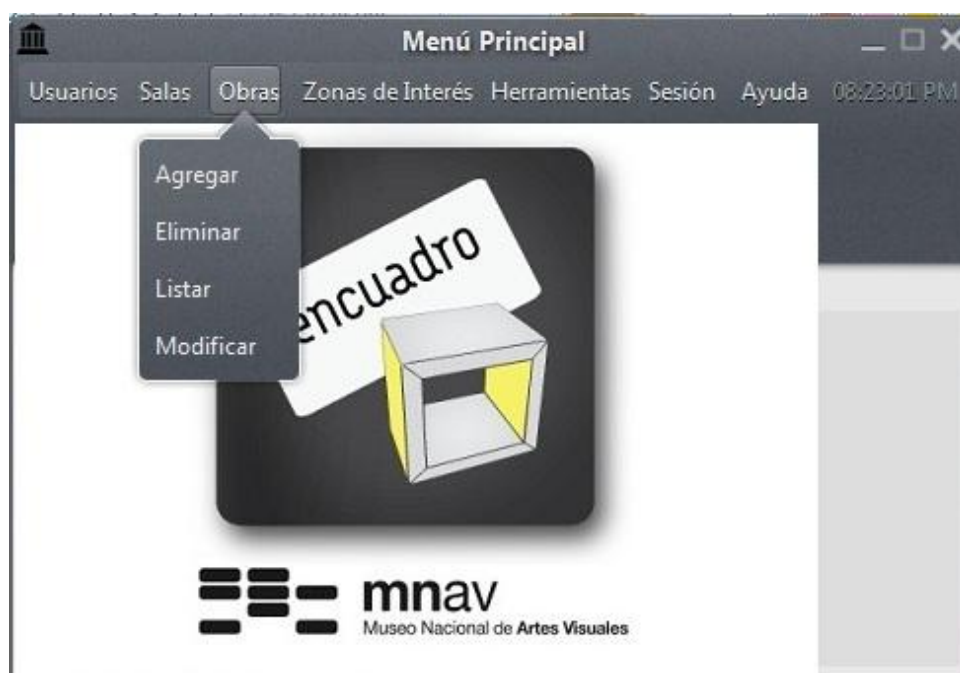 Menú Principal
Usuarios Salas Obras Zonas de Interés Herramientas Sesión Ayuda 08:23:01 PM
Agregar
Eliminar
Listar
Modificar
encuadro
mnav
Museo Nacional de Artes Visuales